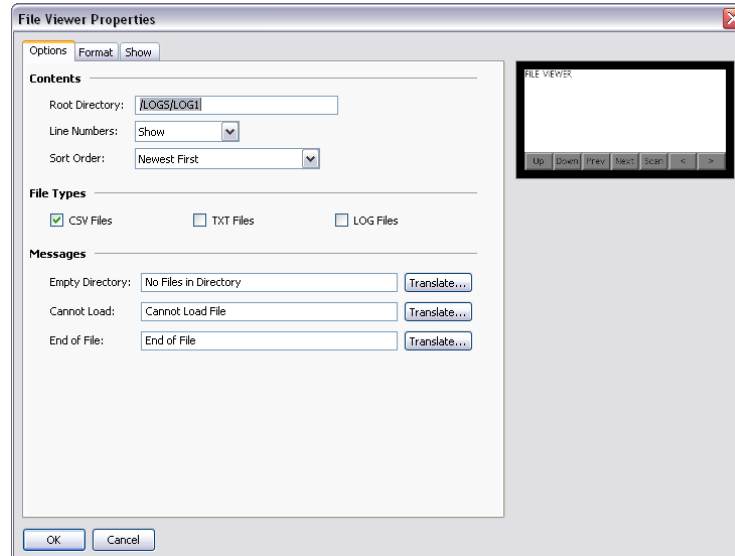 File Viewer Properties
Options Format Show
Contents
Root Directory: /LOGS/LOG1
Line Numbers: Show
Sort Order: Newest First
File Types
CSV Files TXT Files LOG Files
Messages
Empty Directory: No Files in Directory Translate...
Cannot Load: Cannot Load File Translate...
End of File: End of File Translate...
OK Cancel
FILE VIEWER
Up Down Prev Next Scan < >